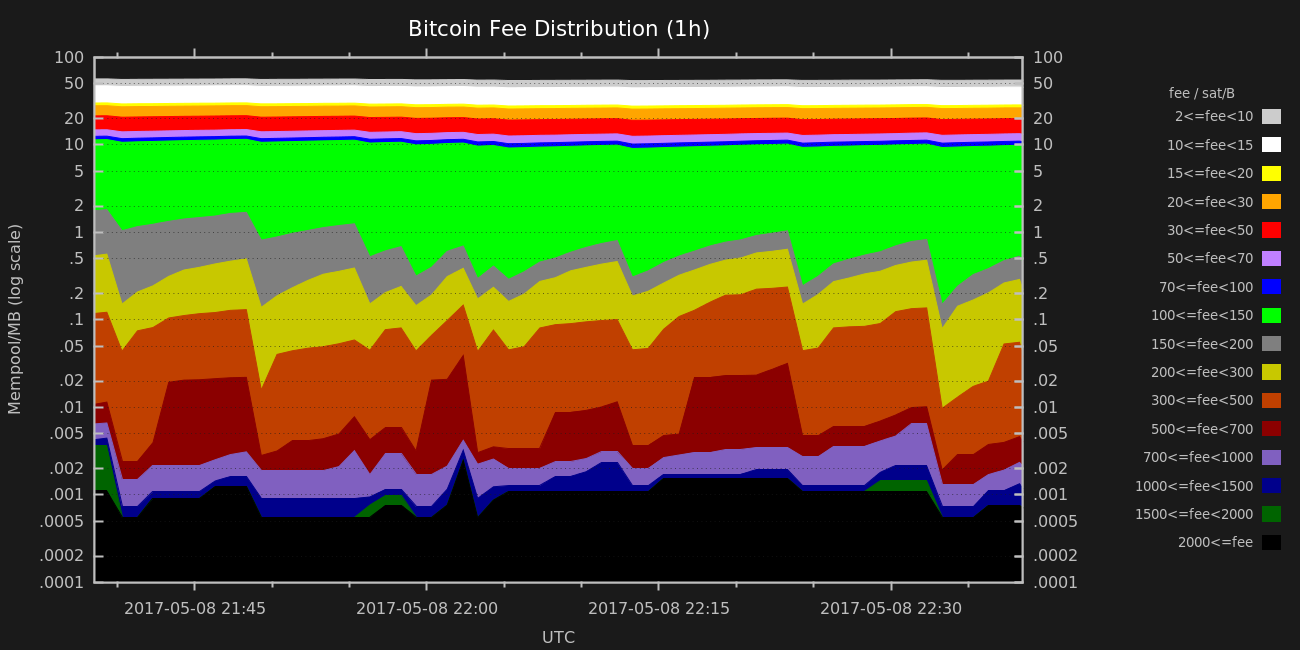 Bitcoin Fee Distribution (1h)
100
50
20
10
5
2
1
.5
.2
.1
.05
.02
.01
.005
.002
.001
.0005
.0002
.0001
Mempool/MB (log scale)
100
50
20
10
5
2
1
.5
.2
.1
.05
.02
.01
.005
.002
.001
.0005
.0002
.0001
2017-05-08 21:45
2017-05-08 22:00
2017-05-08 22:15
2017-05-08 22:30
UTC
fee / sat/B
2<=fee<10
10<=fee<15
15<=fee<20
20<=fee<30
30<=fee<50
50<=fee<70
70<=fee<100
100<=fee<150
150<=fee<200
200<=fee<300
300<=fee<500
500<=fee<700
700<=fee<1000
1000<=fee<1500
1500<=fee<2000
2000<=fee